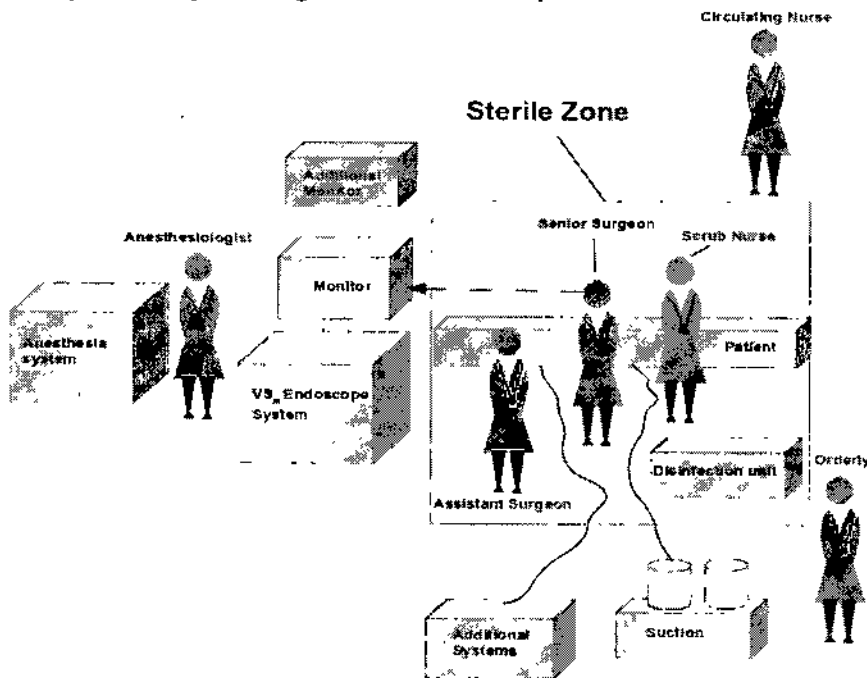 Circulating Nurse
Sterile Zone
Additional
Monitor
Senior Surgeon
Scrub Nurse
Anesthesiologist
Monitor
Anesthesia
system
Patient
Endoscope
System
Disinfection unit
Orderly
Assistant Surgeon
Additional
Systems
Suction